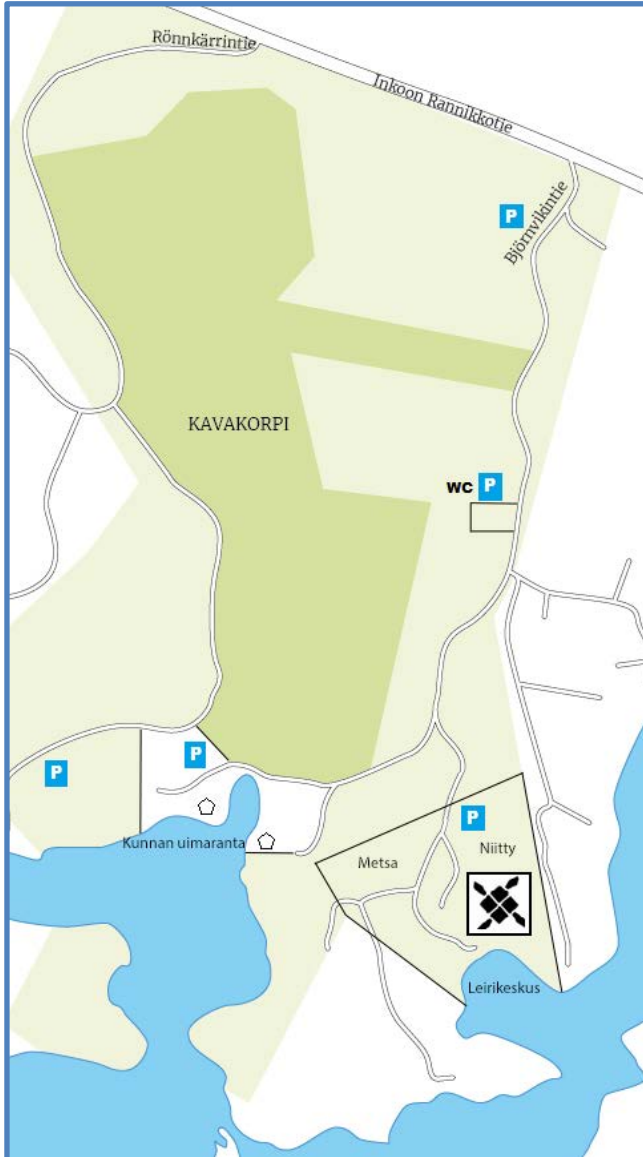 Rönnkärrintie
Inkoon Rannikkotie
P
Björnvikintie
KAVAKORPI
WC P
P
P
Kunnan uimaranta
P
Metsa
Niitty
Leirikeskus